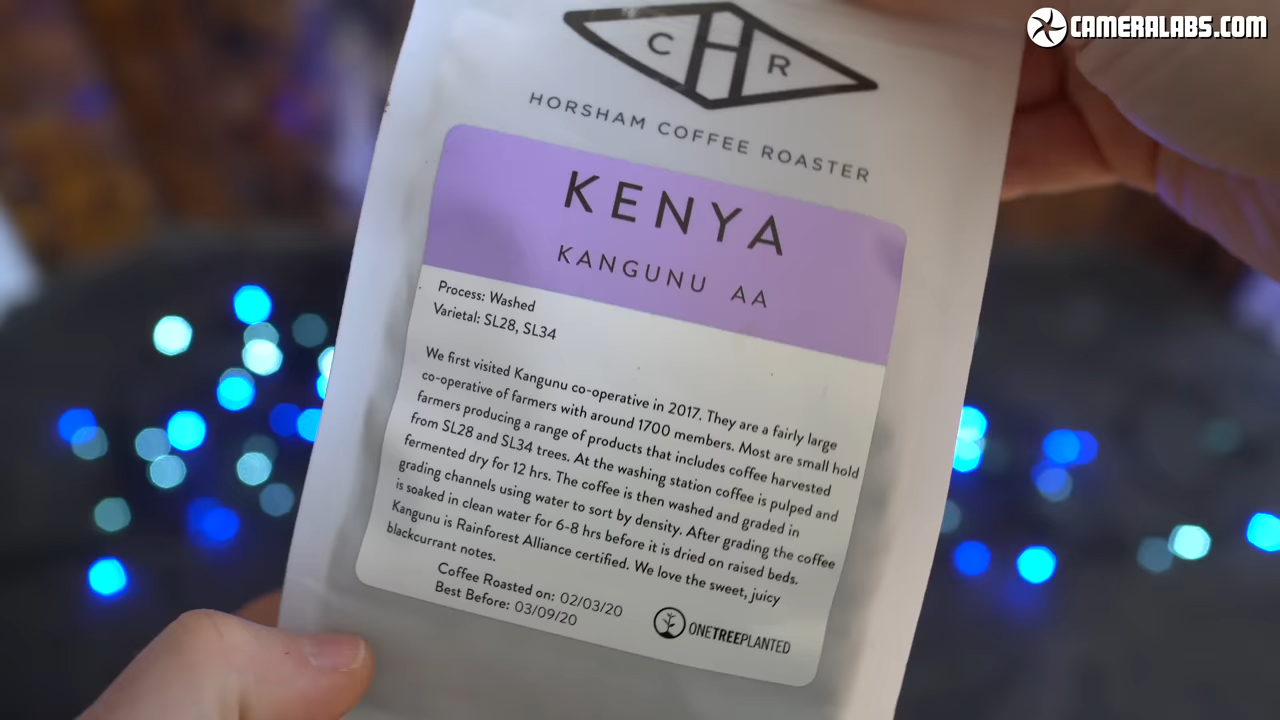 CAMERALABS.COM
C H R
HORSHAM COFFEE ROASTER
KENYA
KANGUNU AA
Process: Washed
Varietal: SL28, SL34
We first visited Kangunu co-operative in 2017. They are a fairly large
co-operative of farmers with around 1700 members. Most are small hold
farmers producing a range of products that includes coffee harvested
from SL28 and SL34 trees. At the washing station coffee is pulped and
fermented dry for 12 hrs. The coffee is then washed and graded in
grading channels using water to sort by density. After grading the coffee
is soaked in clean water for 6-8 hrs before it is dried on raised beds.
Kangunu is Rainforest Alliance certified. We love the sweet, juicy
blackcurrant notes.
Coffee Roasted on: 02/03/20
Best Before: 03/09/20
ONETREEPLANTED